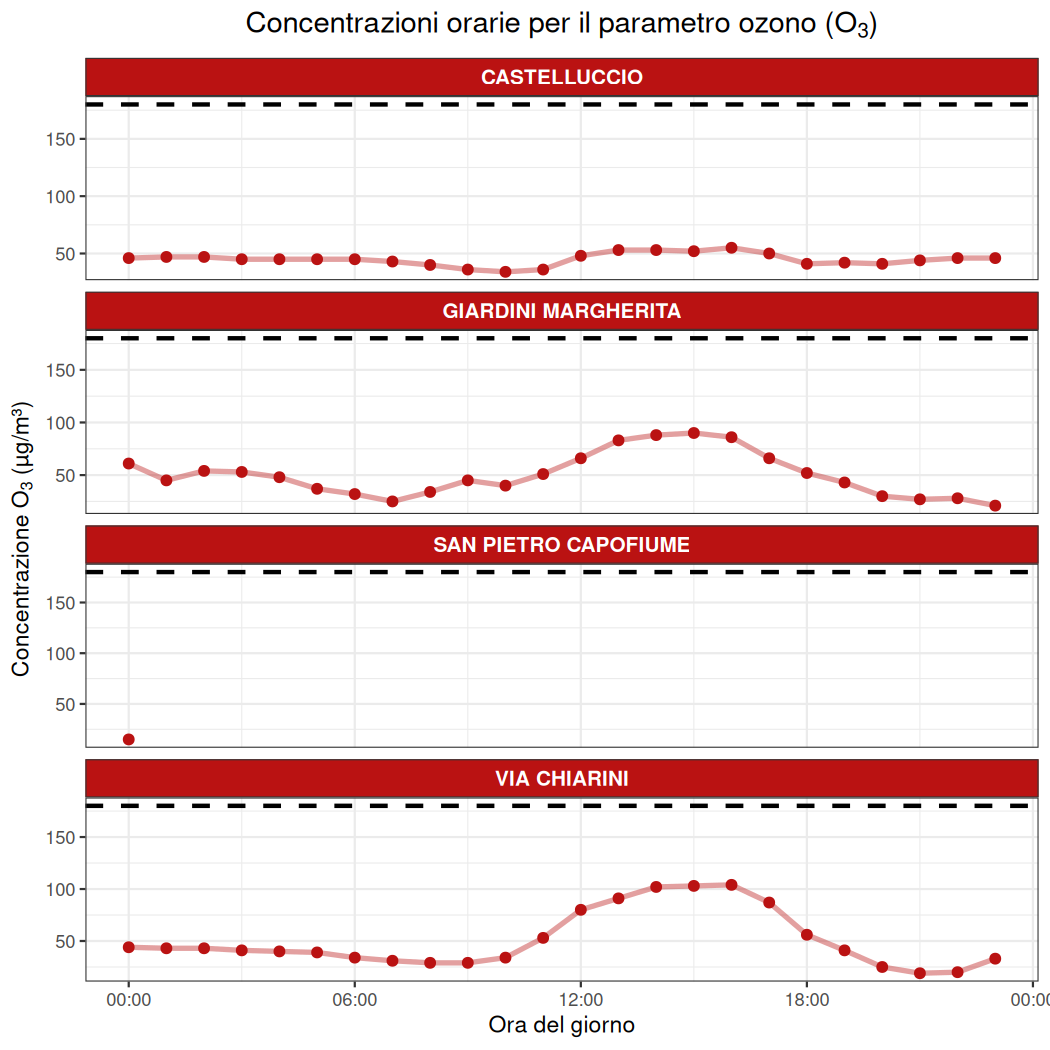 Concentrazioni orarie per il parametro ozono (O₃)
CASTELLUCCIO
150
100
50
GIARDINI MARGHERITA
150
100
50
SAN PIETRO CAPOFIUME
150
100
50
VIA CHIARINI
150
100
50
Concentrazione O₃ (µg/m³)
00:00 06:00 12:00 18:00 00:0
Ora del giorno